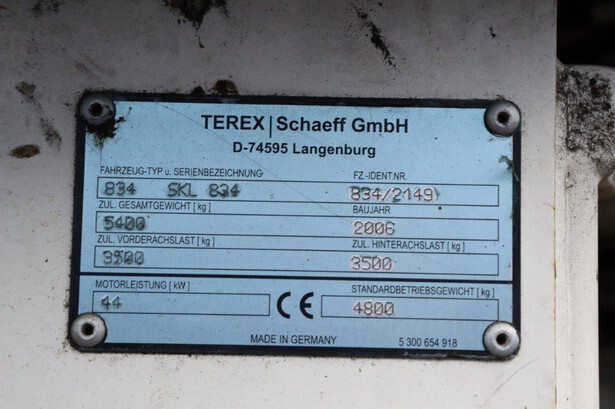 TEREX | Schaeff GmbH
D-74595 Langenburg
FAHRZEUG-TYP u. SERIENBEZEICHNUNG FZ.-IDENT.NR.
834 SKL 834 834/2149
ZUL. GESAMTGEWICHT [ kg ] BAUJAHR
5400 2006
ZUL. VORDERACHSLAST [ kg ] ZUL. HINTERACHSLAST [ kg ]
3500 3500
MOTORLEISTUNG [ kW ] STANDARDBETRIEBSGEWICHT [ kg ]
44 CE 4800
MADE IN GERMANY 5 300 654 918